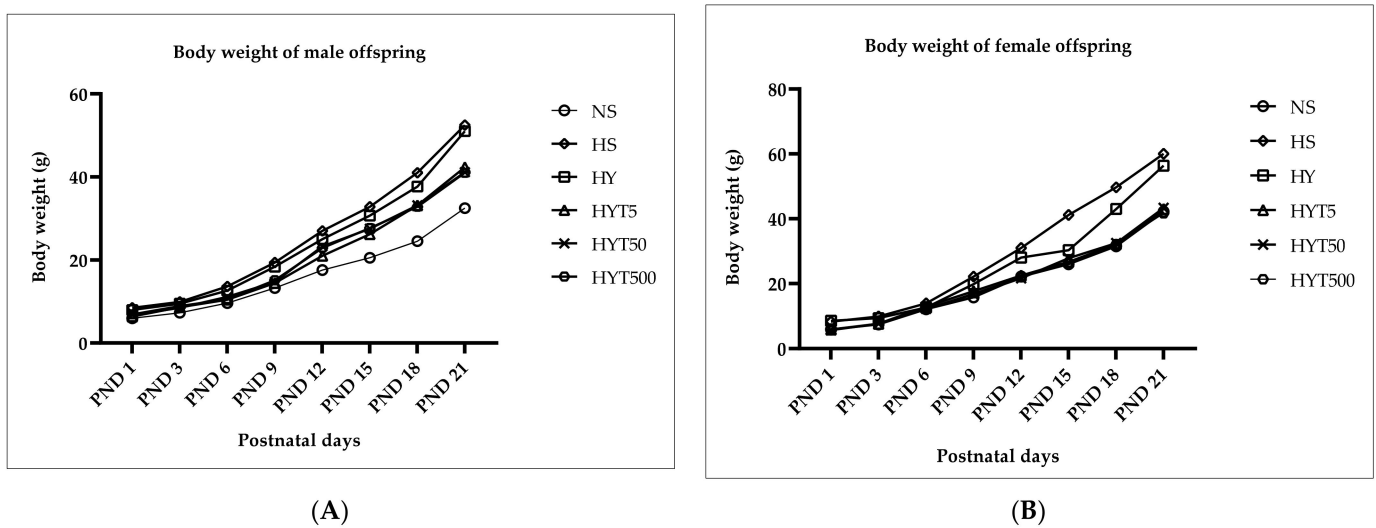 Body weight of male offspring
Body weight (g)
60
40
20
0
PND 1
PND 3
PND 6
PND 9
PND 12
PND 15
PND 18
PND 21
Postnatal days
NS
HS
HY
HYT5
HYT50
HYT500
(A)
Body weight of female offspring
Body weight (g)
80
60
40
20
0
PND 1
PND 3
PND 6
PND 9
PND 12
PND 15
PND 18
PND 21
Postnatal days
NS
HS
HY
HYT5
HYT50
HYT500
(B)